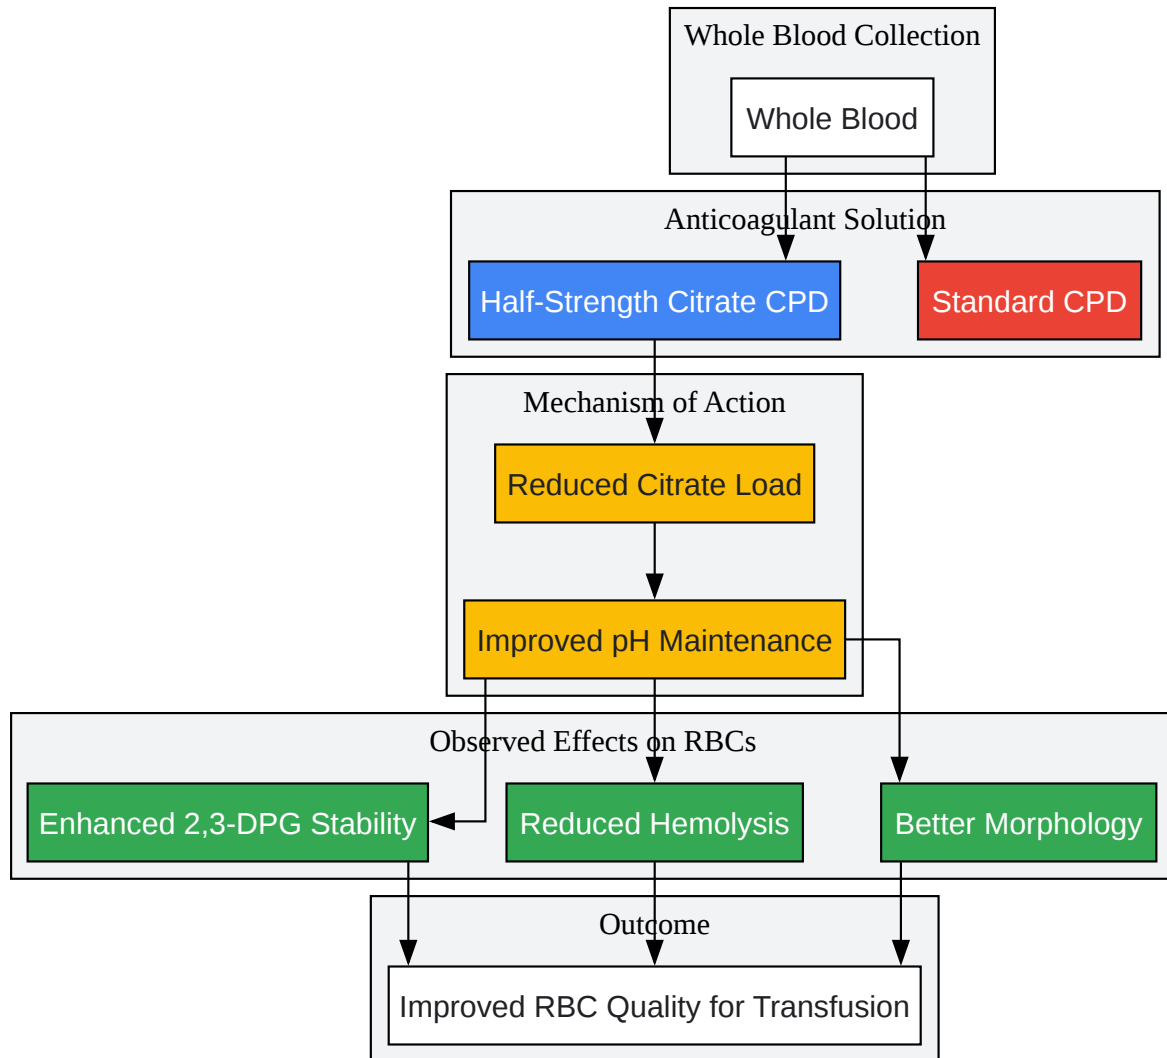 Whole Blood Collection
Whole Blood
Anticoagulant Solution
Half-Strength Citrate CPD
Standard CPD
Mechanism of Action
Reduced Citrate Load
Improved pH Maintenance
Observed Effects on RBCs
Enhanced 2,3-DPG Stability
Reduced Hemolysis
Better Morphology
Outcome
Improved RBC Quality for Transfusion